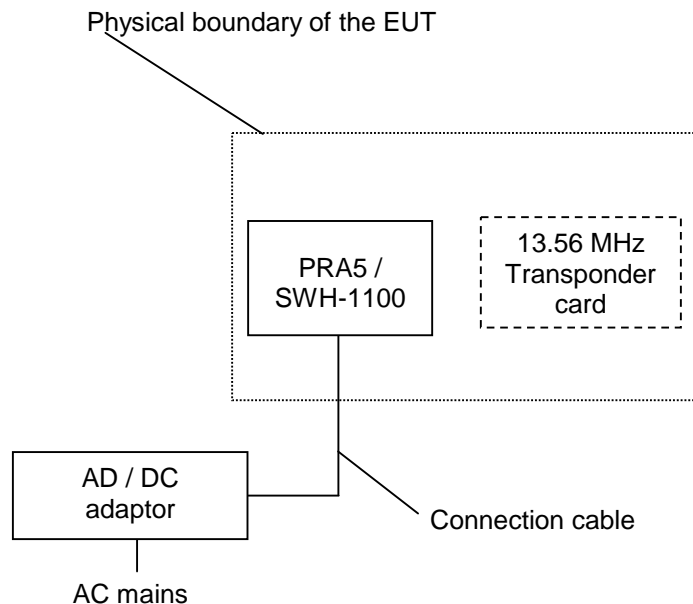 Physical boundary of the EUT
PRA5 /
SWH-1100
13.56 MHz
Transponder
card
AD / DC
adaptor
Connection cable
AC mains